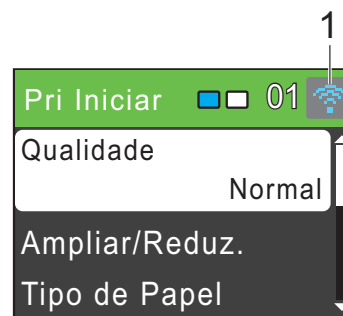 1
Pri Iniciar 01
Qualidade
Normal
Ampliar/Reduz.
Tipo de Papel